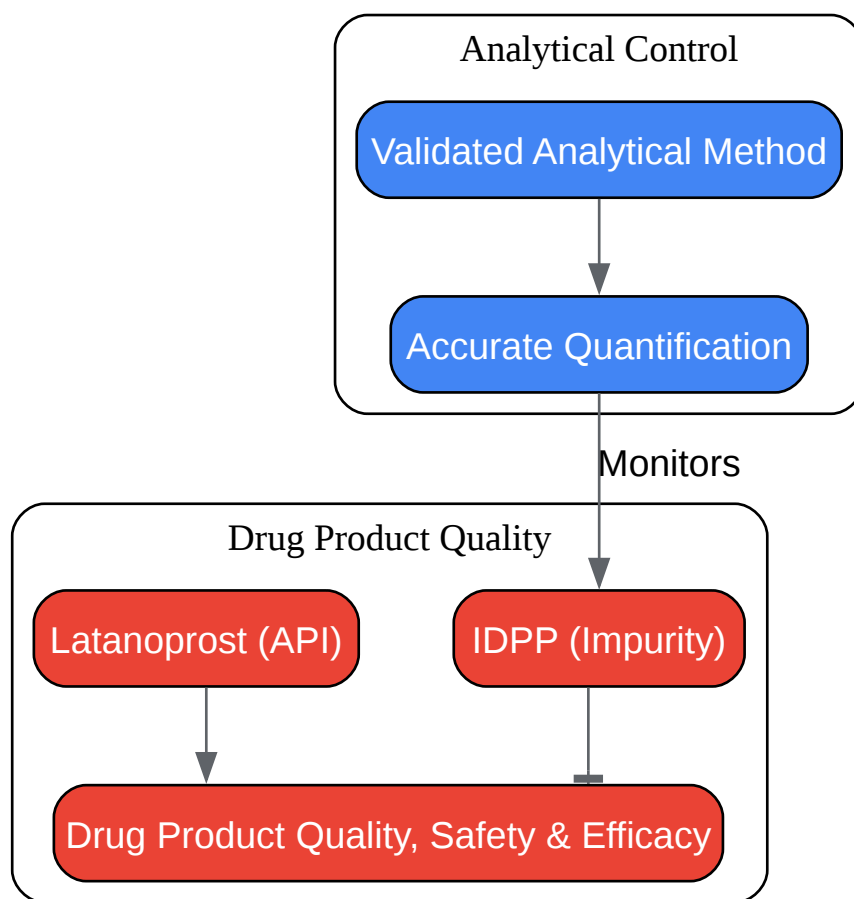 Analytical Control
Validated Analytical Method
Accurate Quantification
Monitors
Drug Product Quality
Latanoprost (API)
IDPP (Impurity)
Drug Product Quality, Safety & Efficacy